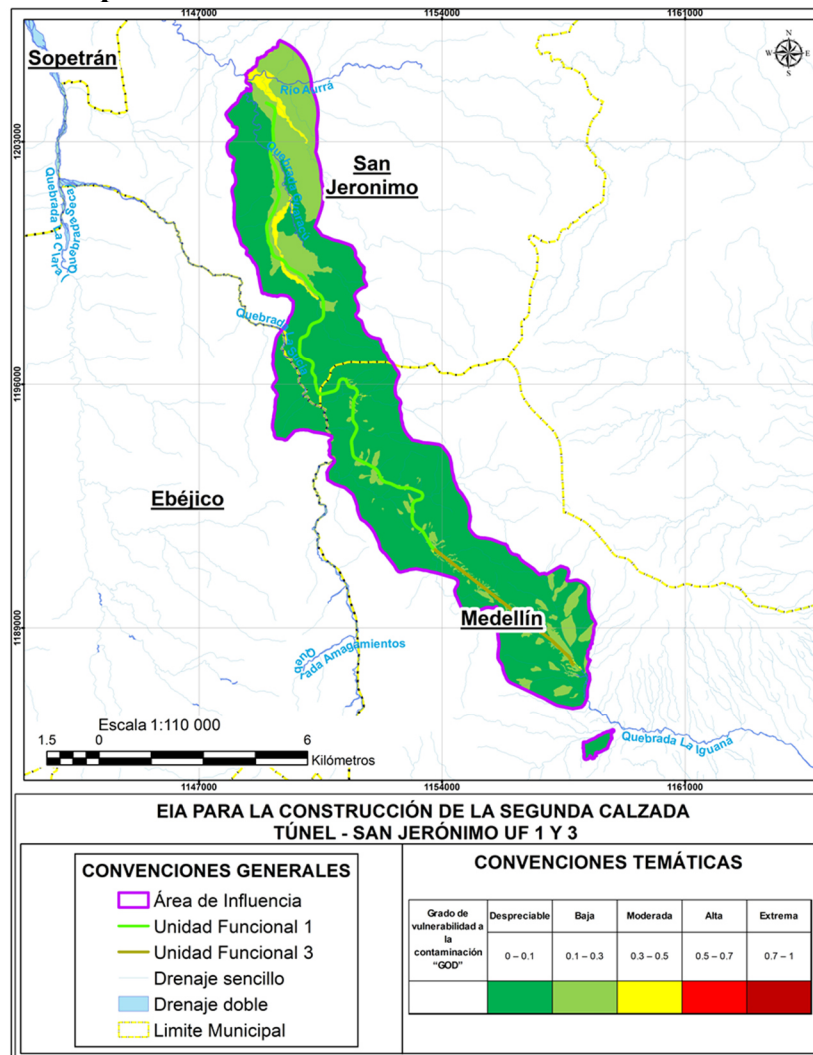 1147000 1154000 1161000
Sopetrán
N
W E
S
Río Aurrá
1203000
San
Jeronimo
Quebrada Seca
Quebrada La Clara
Quebrada
1196000
Ebéjico
Medellín
1189000
Quebrada Amagamientos
Quebrada La Iguaná
Escala 1:110 000
1.5 0 6
Kilómetros
1147000 1154000 1161000
EIA PARA LA CONSTRUCCIÓN DE LA SEGUNDA CALZADA
TÚNEL - SAN JERÓNIMO UF 1 Y 3
CONVENCIONES GENERALES
Área de Influencia
Unidad Funcional 1
Unidad Funcional 3
Drenaje sencillo
Drenaje doble
Limite Municipal
CONVENCIONES TEMÁTICAS
Grado de
vulnerabilidad a
la
contaminación
“GOD”
Despreciable Baja Moderada Alta Extrema
0 – 0.1 0.1 – 0.3 0.3 – 0.5 0.5 – 0.7 0.7 – 1